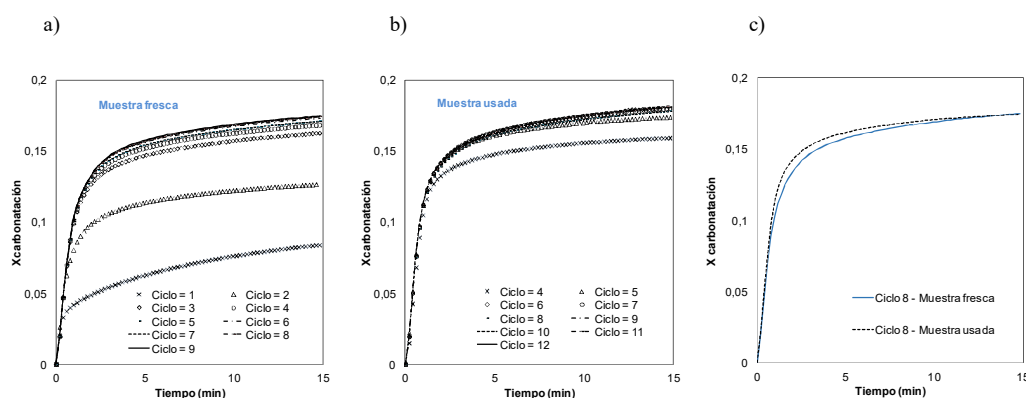 a)
b)
c)
0,2
0,15
0,1
0,05
0
Xcarbonatación
Muestra fresca
Ciclo = 1
Ciclo = 2
Ciclo = 3
Ciclo = 4
Ciclo = 5
Ciclo = 6
Ciclo = 7
Ciclo = 8
Ciclo = 9
0
5
10
15
Tiempo (min)
0,2
0,15
0,1
0,05
0
Xcarbonatación
Muestra usada
Ciclo = 4
Ciclo = 5
Ciclo = 6
Ciclo = 7
Ciclo = 8
Ciclo = 9
Ciclo = 10
Ciclo = 11
Ciclo = 12
0
5
10
15
Tiempo (min)
0,2
0,15
0,1
0,05
0
X carbonatación
Ciclo 8 - Muestra fresca
Ciclo 8 - Muestra usada
0
5
10
15
Tiempo (min)